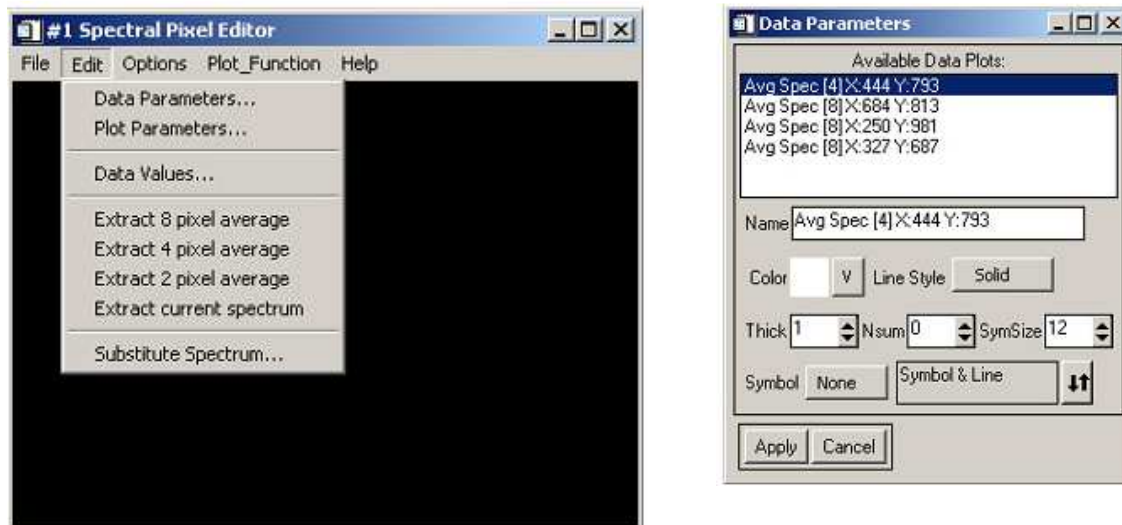 #1 Spectral Pixel Editor
File Edit Options Plot_Function Help
Data Parameters...
Plot Parameters...
Data Values...
Extract 8 pixel average
Extract 4 pixel average
Extract 2 pixel average
Extract current spectrum
Substitute Spectrum...
Data Parameters
Available Data Plots:
Avg Spec [4] X:444 Y:793
Avg Spec [8] X:684 Y:813
Avg Spec [8] X:250 Y:981
Avg Spec [8] X:327 Y:687
Name Avg Spec [4] X:444 Y:793
Color V Line Style Solid
Thick 1 Nsum 0 SymSize 12
Symbol None Symbol & Line
Apply Cancel